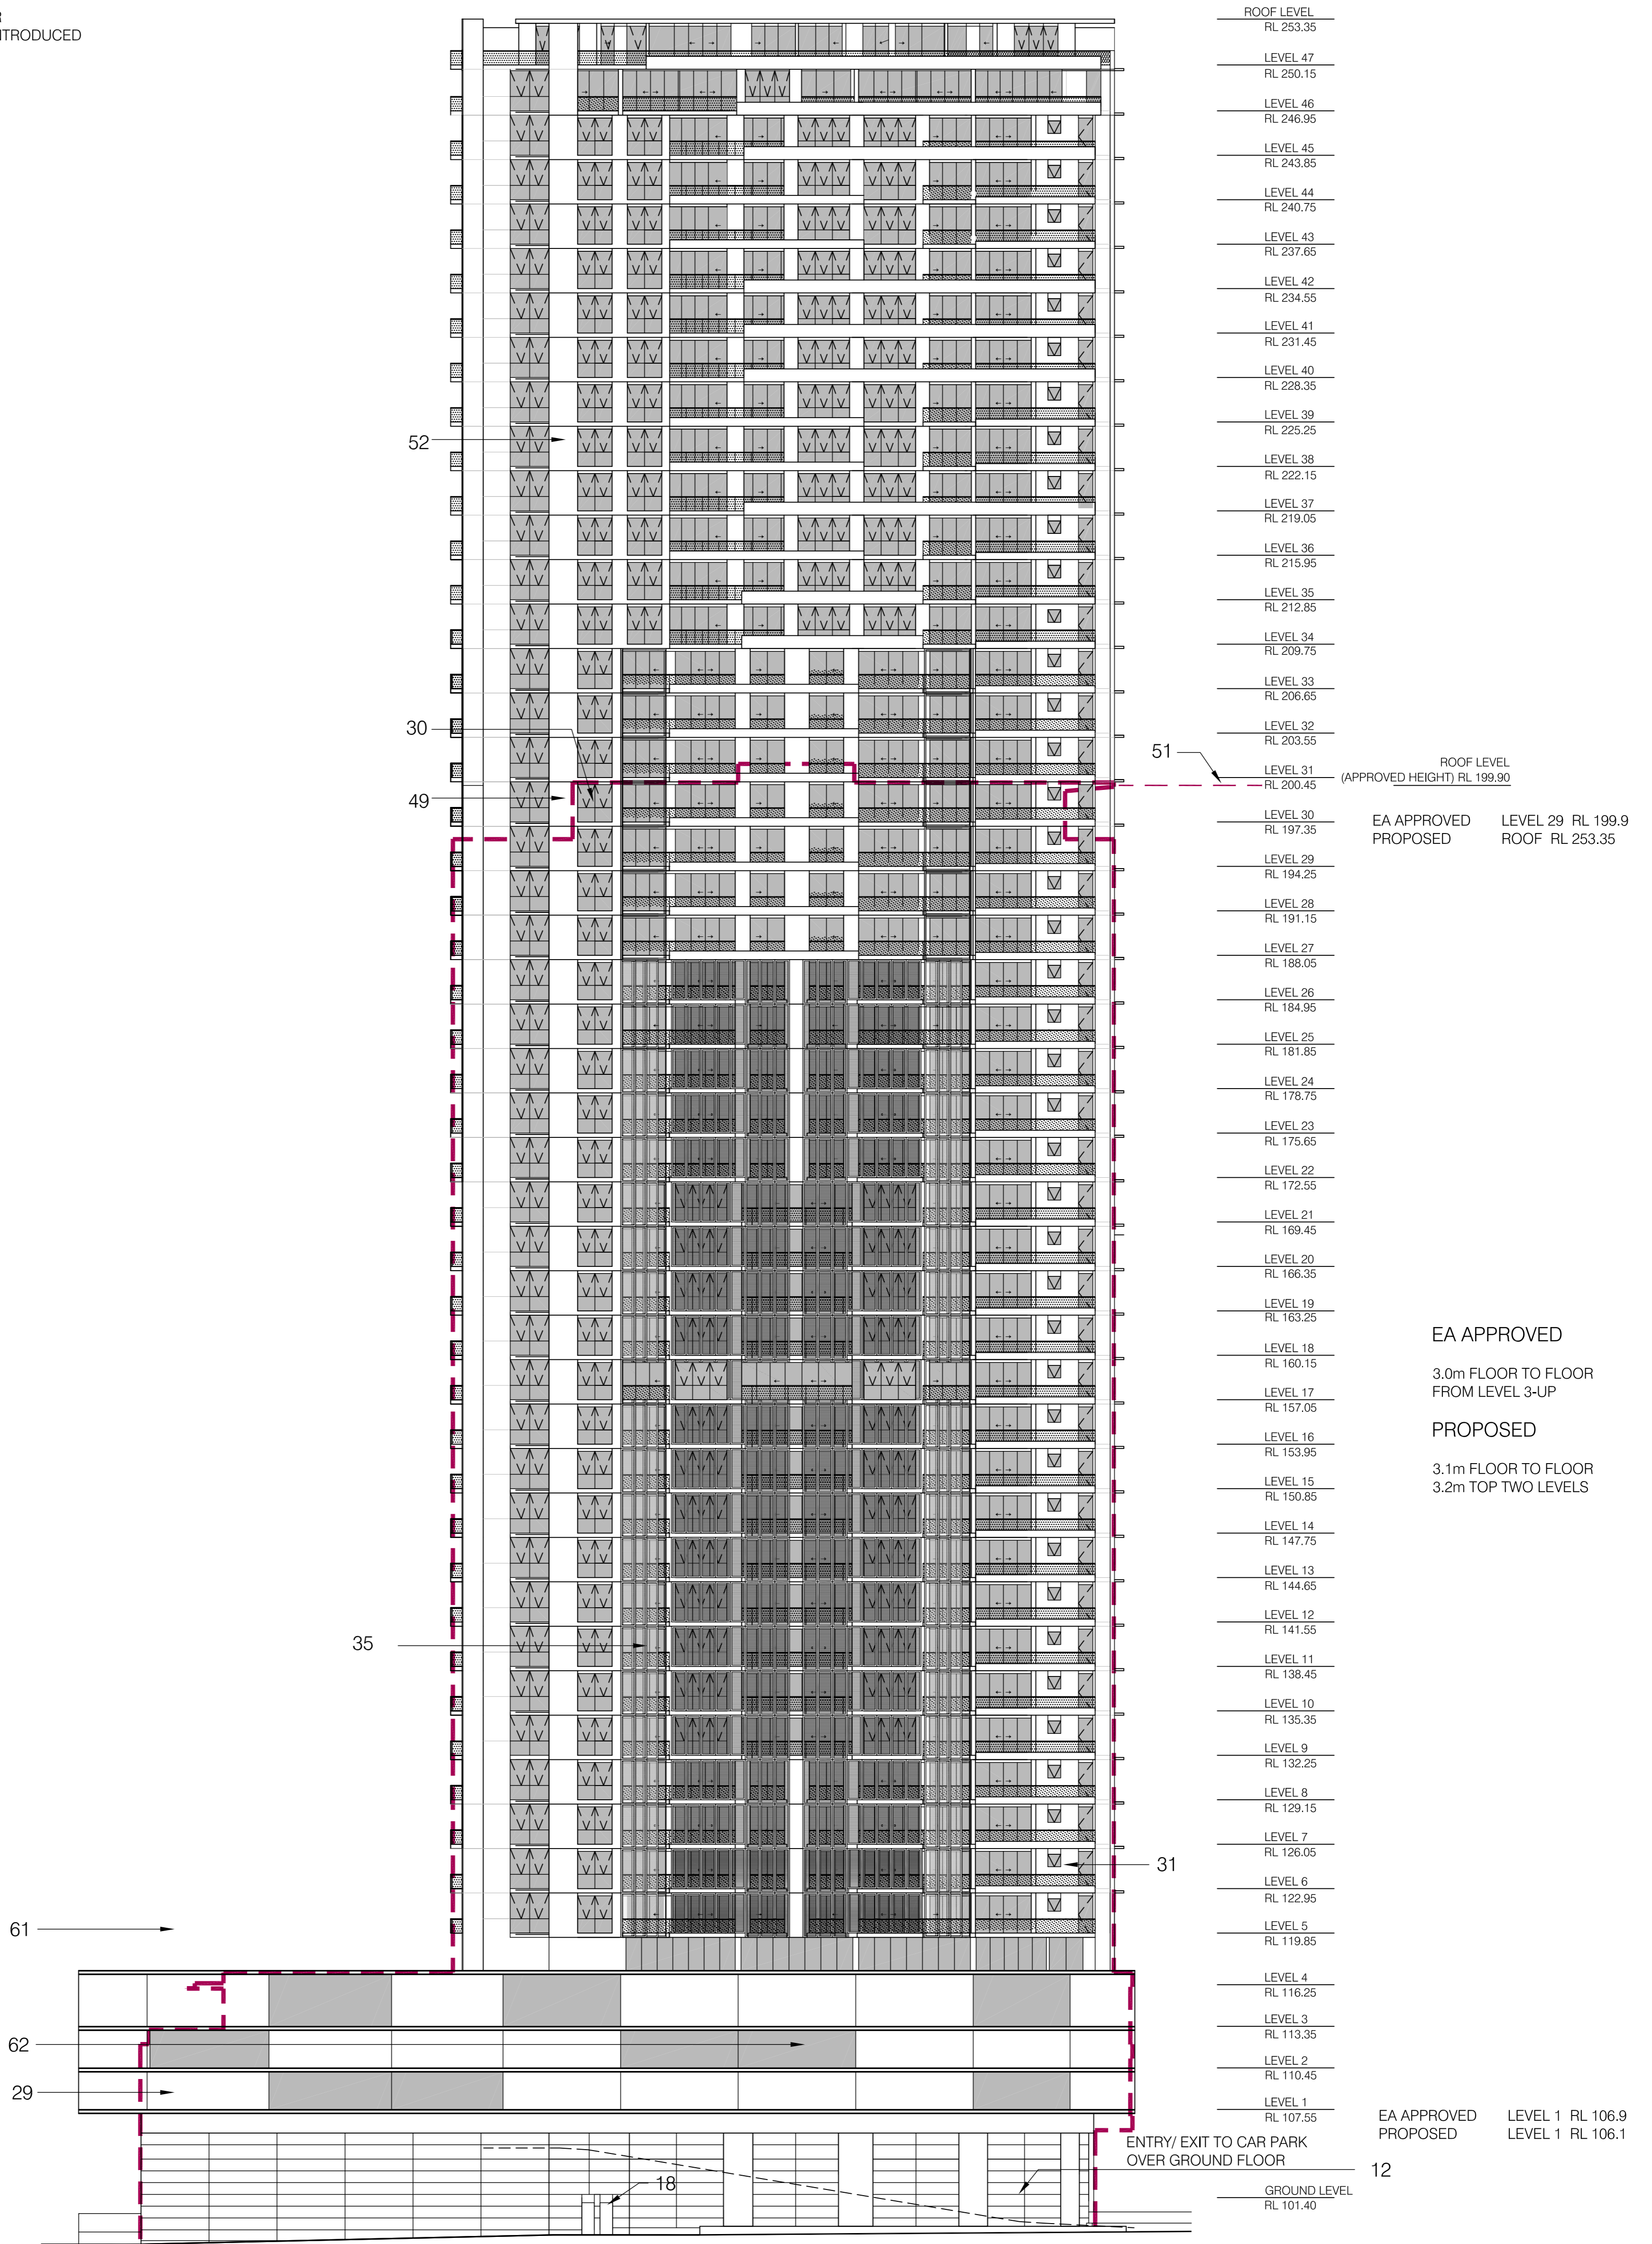 NTRODUCED
ROOF LEVEL
RL 253.35
LEVEL 47
RL 250.15
LEVEL 46
RL 246.95
LEVEL 45
RL 243.85
LEVEL 44
RL 240.75
LEVEL 43
RL 237.65
LEVEL 42
RL 234.55
LEVEL 41
RL 231.45
LEVEL 40
RL 228.35
LEVEL 39
RL 225.25
52
LEVEL 38
RL 222.15
LEVEL 37
RL 219.05
LEVEL 36
RL 215.95
LEVEL 35
RL 212.85
LEVEL 34
RL 209.75
LEVEL 33
RL 206.65
30
LEVEL 32
RL 203.55
51
ROOF LEVEL
LEVEL 31
(APPROVED HEIGHT) RL 199.90
RL 200.45
49
LEVEL 30
RL 197.35
EA APPROVED LEVEL 29 RL 199.9
PROPOSED ROOF RL 253.35
LEVEL 29
RL 194.25
LEVEL 28
RL 191.15
LEVEL 27
RL 188.05
LEVEL 26
RL 184.95
LEVEL 25
RL 181.85
LEVEL 24
RL 178.75
LEVEL 23
RL 175.65
LEVEL 22
RL 172.55
LEVEL 21
RL 169.45
LEVEL 20
RL 166.35
LEVEL 19
RL 163.25
EA APPROVED
LEVEL 18
RL 160.15
3.0m FLOOR TO FLOOR
FROM LEVEL 3-UP
LEVEL 17
RL 157.05
PROPOSED
LEVEL 16
RL 153.95
3.1m FLOOR TO FLOOR
3.2m TOP TWO LEVELS
LEVEL 15
RL 150.85
LEVEL 14
RL 147.75
LEVEL 13
RL 144.65
LEVEL 12
RL 141.55
35
LEVEL 11
RL 138.45
LEVEL 10
RL 135.35
LEVEL 9
RL 132.25
LEVEL 8
RL 129.15
LEVEL 7
RL 126.05
31
LEVEL 6
RL 122.95
61
LEVEL 5
RL 119.85
LEVEL 4
RL 116.25
LEVEL 3
RL 113.35
62
LEVEL 2
RL 110.45
29
LEVEL 1
RL 107.55
EA APPROVED LEVEL 1 RL 106.9
PROPOSED LEVEL 1 RL 106.1
ENTRY/ EXIT TO CAR PARK
OVER GROUND FLOOR
12
18
GROUND LEVEL
RL 101.40